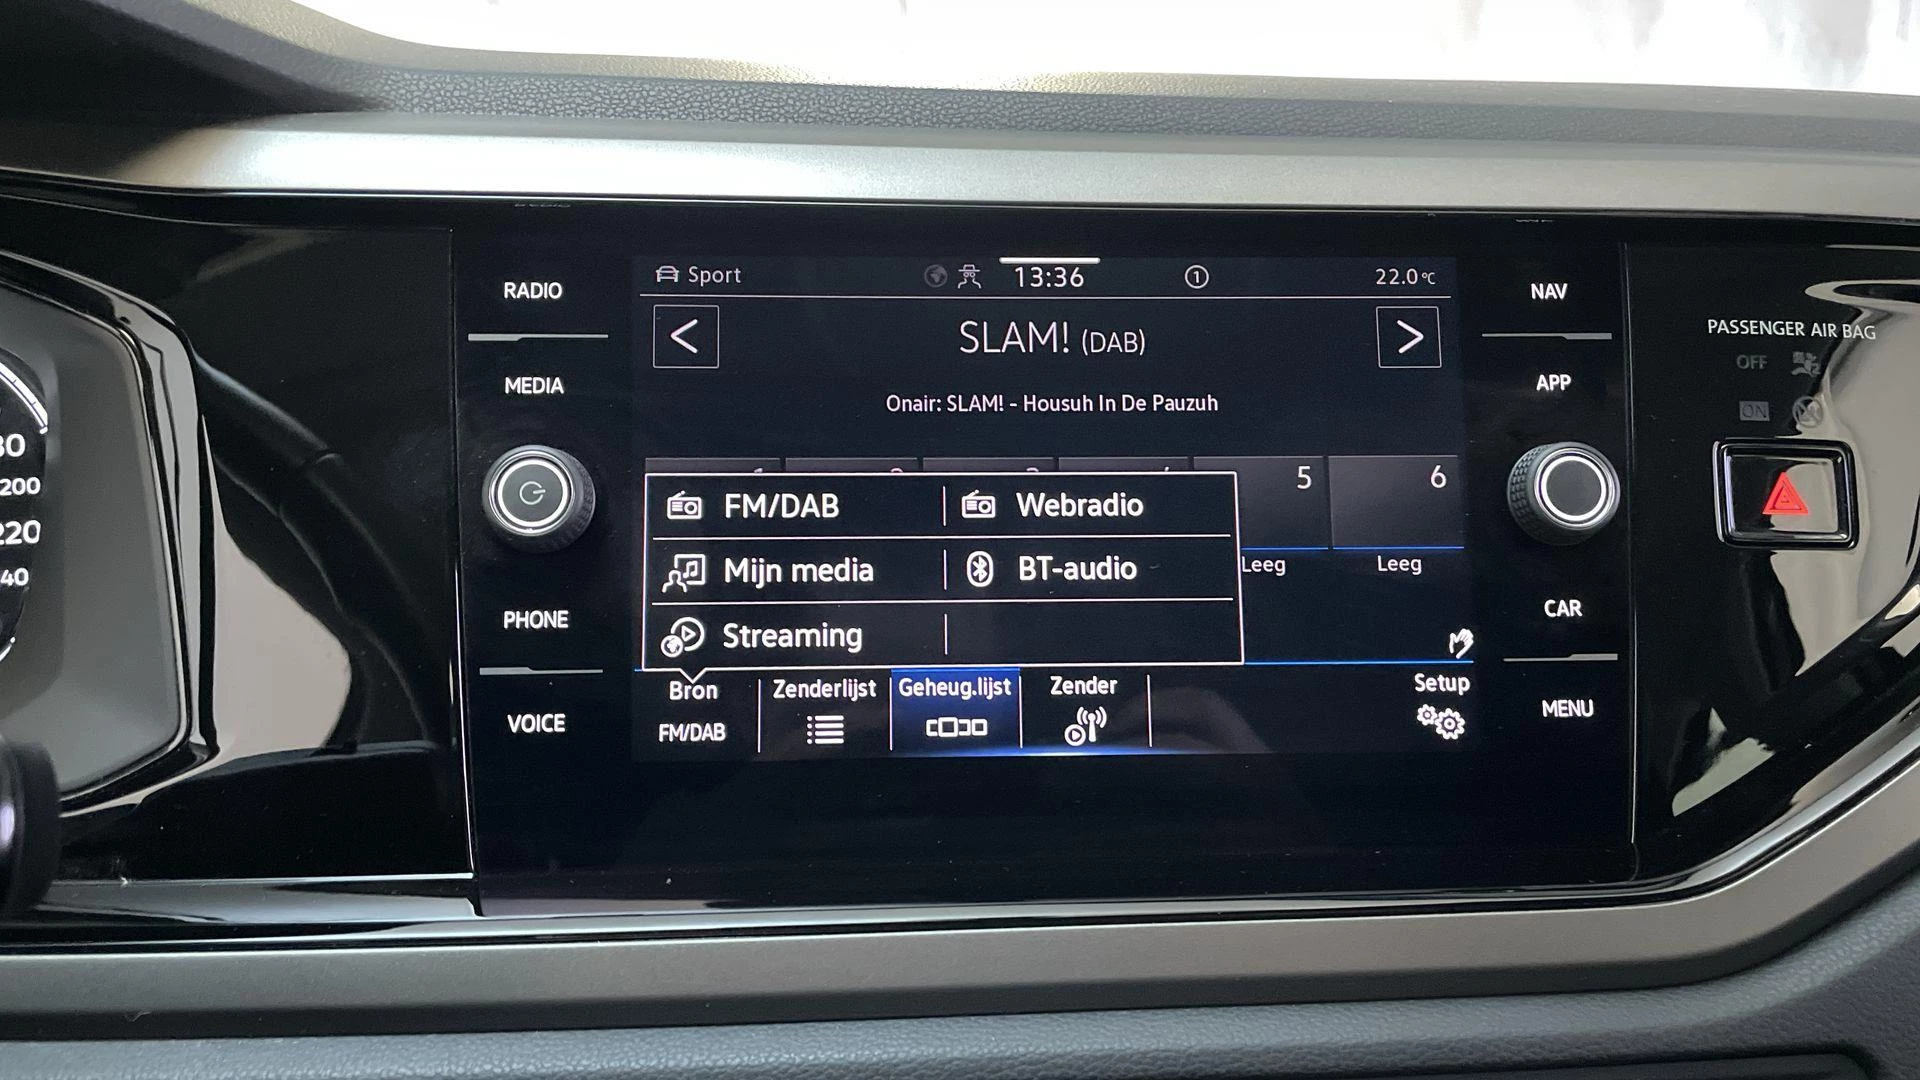 RADIO
MEDIA
PHONE
VOICE
Sport
13:36
1
22.0°C
<
SLAM! (DAB)
>
Onair: SLAM! - Housuh In De Pauzuh
5
6
FM/DAB
Webradio
Mijn media
BT-audio
Streaming
Leeg
Leeg
Bron
FM/DAB
Zenderlijst
Geheug.lijst
Zender
Setup
NAV
APP
CAR
MENU
PASSENGER AIR BAG
OFF
ON
200
220